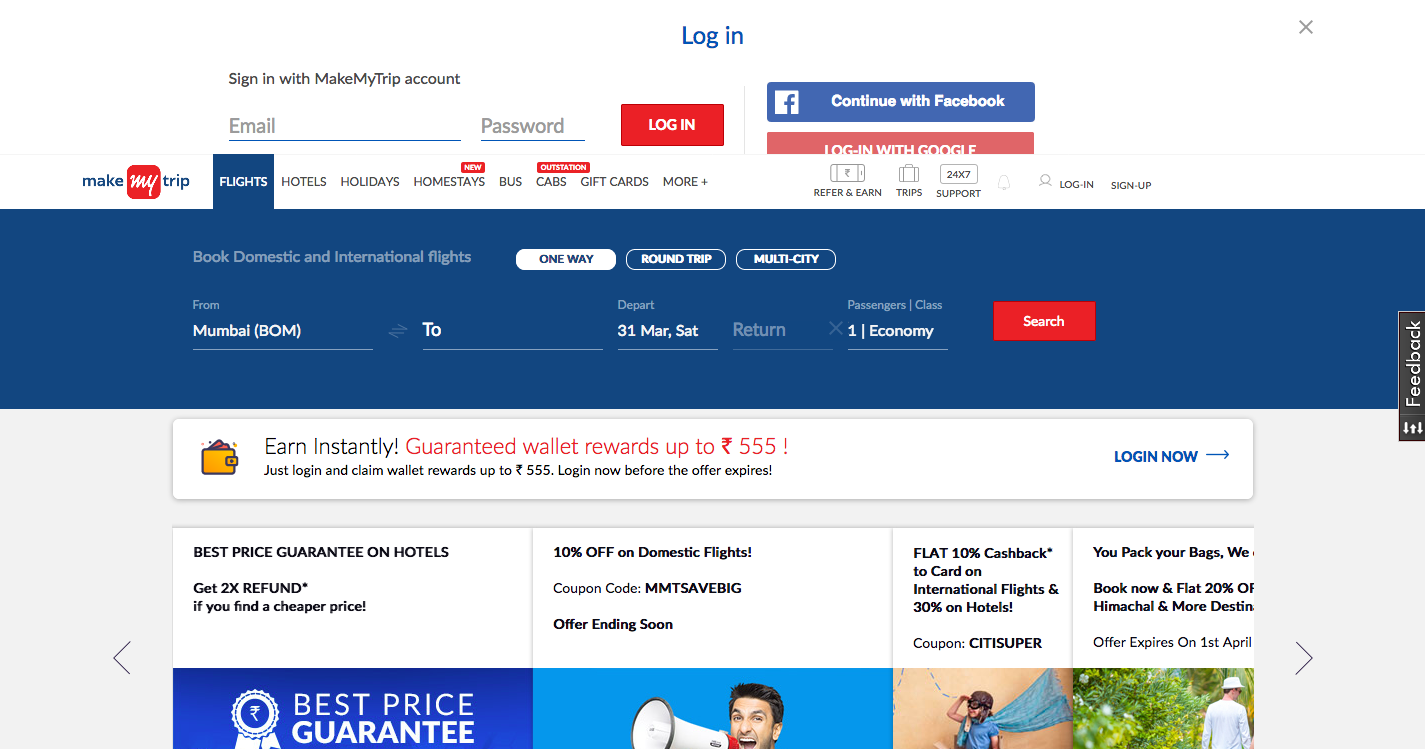 Log in
Sign in with MakeMyTrip account
Email
Password
LOG IN
Continue with Facebook
LOG-IN WITH GOOGLE
make my trip
FLIGHTS
HOTELS
HOLIDAYS
NEW
HOMESTAYS
BUS
OUTSTATION
CABS
GIFT CARDS
MORE +
₹
REFER & EARN
TRIPS
24X7
SUPPORT
LOG-IN
SIGN-UP
Book Domestic and International flights
ONE WAY
ROUND TRIP
MULTI-CITY
From
Mumbai (BOM)
To
Depart
31 Mar, Sat
Return
Passengers | Class
1 | Economy
Search
Feedback
Earn Instantly! Guaranteed wallet rewards up to ₹ 555 !
Just login and claim wallet rewards up to ₹ 555. Login now before the offer expires!
LOGIN NOW
BEST PRICE GUARANTEE ON HOTELS
Get 2X REFUND*
if you find a cheaper price!
10% OFF on Domestic Flights!
Coupon Code: MMTSAVEBIG
Offer Ending Soon
FLAT 10% Cashback*
to Card on
International Flights &
30% on Hotels!
Coupon: CITISUPER
You Pack your Bags, We
Book now & Flat 20% OF
Himachal & More Destin
Offer Expires On 1st April
₹
BEST PRICE
GUARANTEE